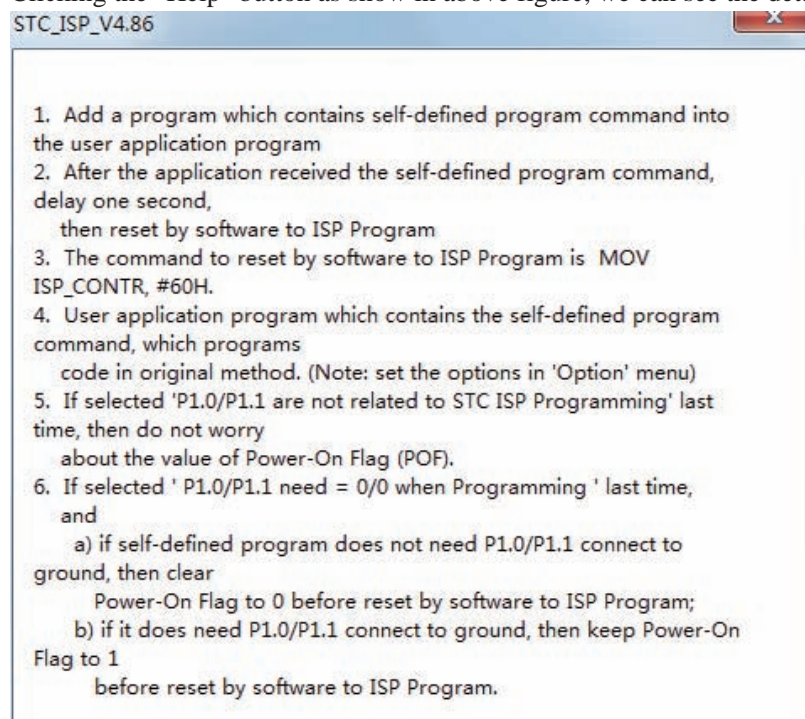 STC_ISP_V4.86
1. Add a program which contains self-defined program command into
the user application program
2. After the application received the self-defined program command,
delay one second,
then reset by software to ISP Program
3. The command to reset by software to ISP Program is MOV
ISP_CONTR, #60H.
4. User application program which contains the self-defined program
command, which programs
code in original method. (Note: set the options in 'Option' menu)
5. If selected 'P1.0/P1.1 are not related to STC ISP Programming' last
time, then do not worry
about the value of Power-On Flag (POF).
6. If selected ' P1.0/P1.1 need = 0/0 when Programming ' last time,
and
a) if self-defined program does not need P1.0/P1.1 connect to
ground, then clear
Power-On Flag to 0 before reset by software to ISP Program;
b) if it does need P1.0/P1.1 connect to ground, then keep Power-On
Flag to 1
before reset by software to ISP Program.